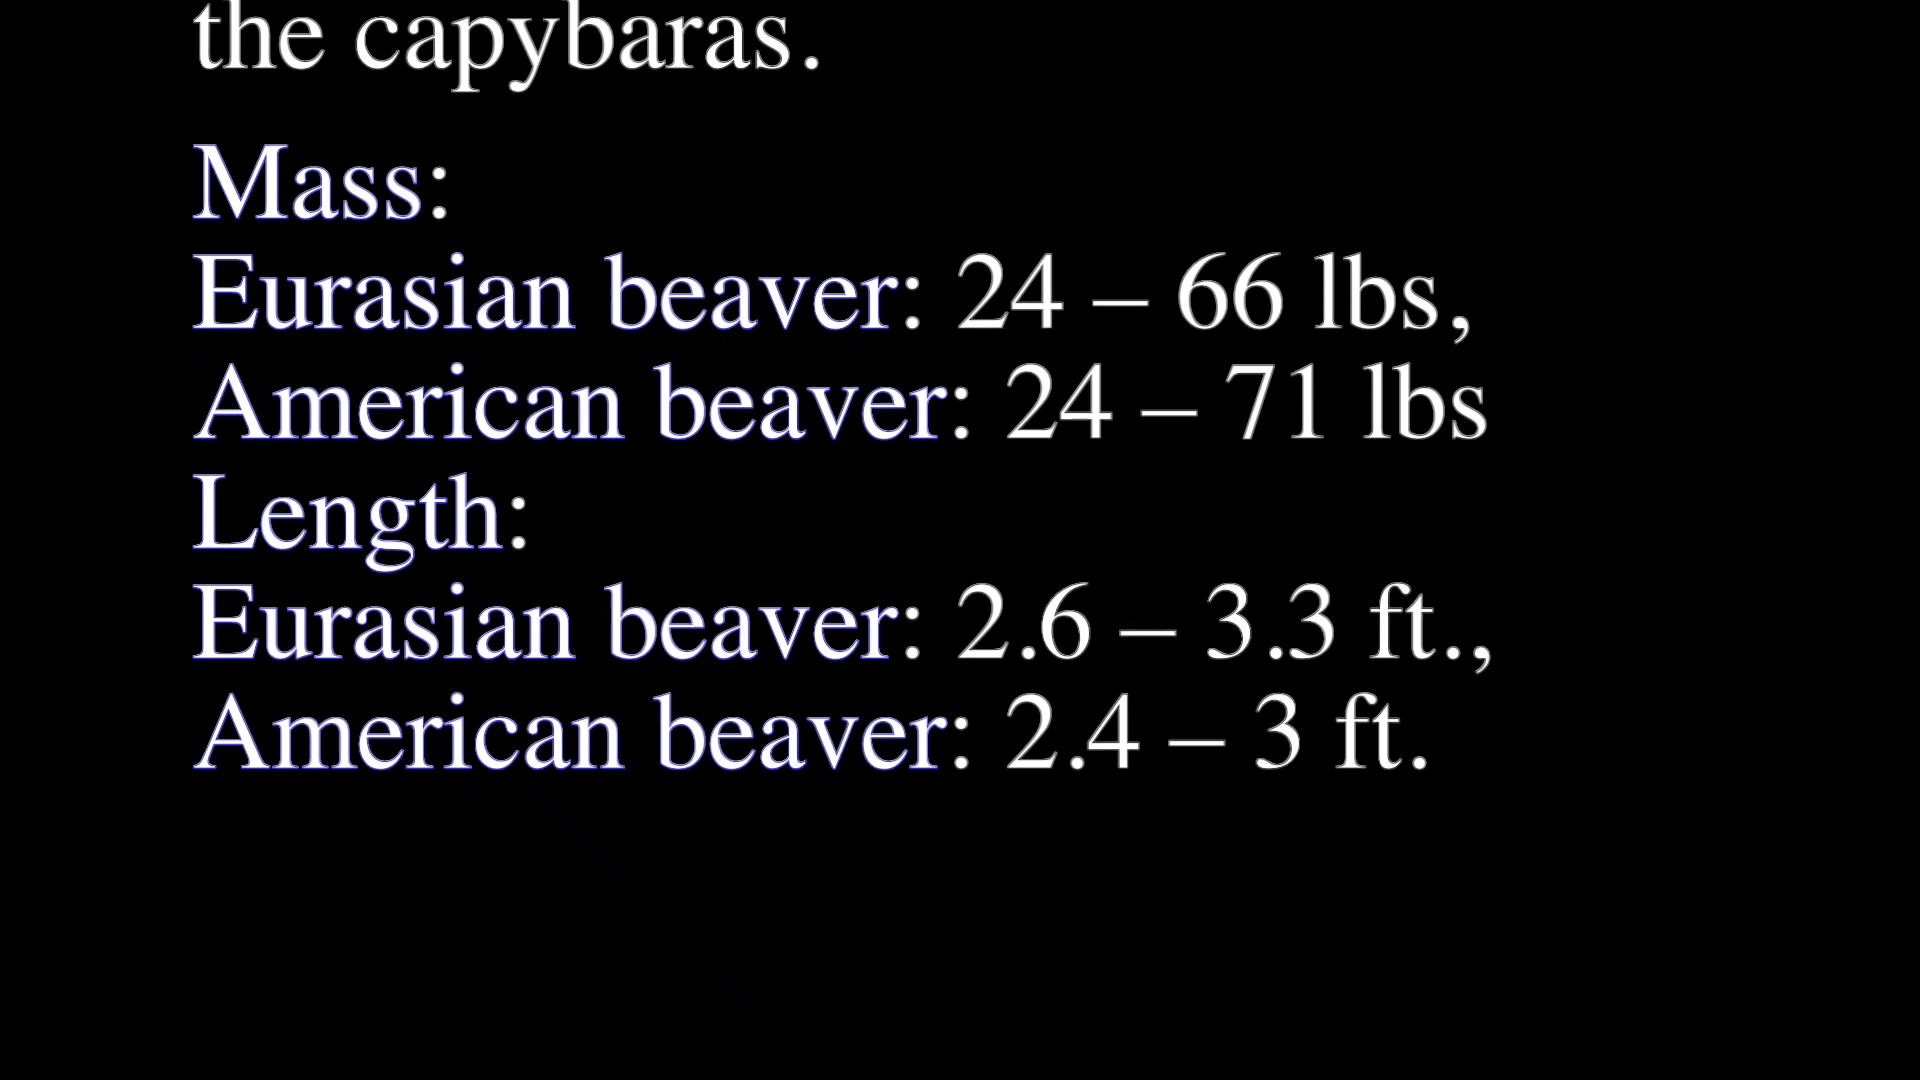 the capybaras.
Mass:
Eurasian beaver: 24 – 66 lbs,
American beaver: 24 – 71 lbs
Length:
Eurasian beaver: 2.6 – 3.3 ft.,
American beaver: 2.4 – 3 ft.